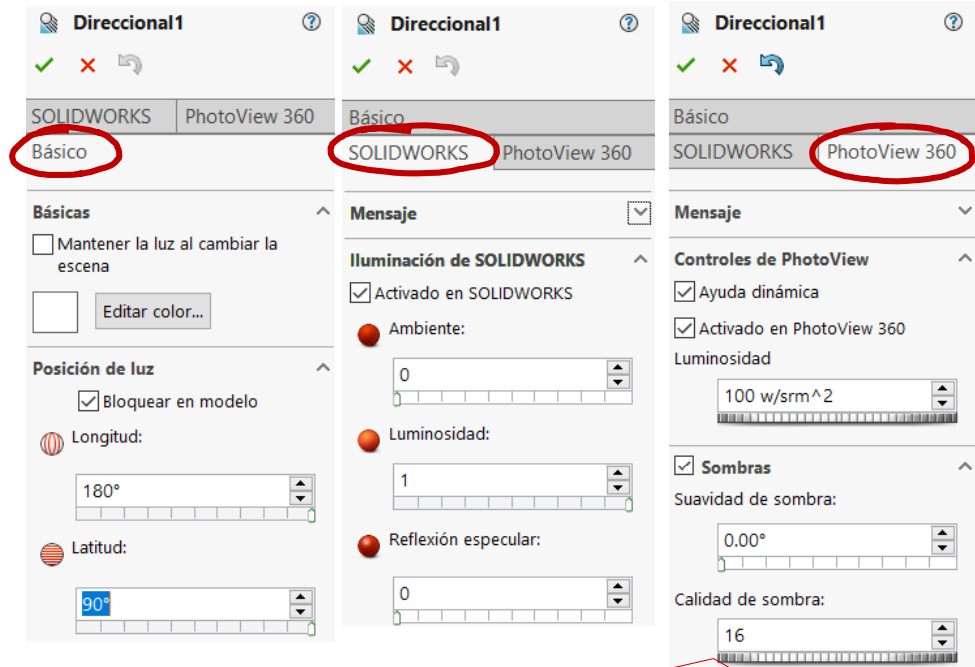 Direccional1
SOLIDWORKS PhotoView 360
Básico
Básicas
Mantener la luz al cambiar la
escena
Editar color...
Posición de luz
Bloquear en modelo
Longitud:
180°
Latitud:
90°
Direccional1
Básico
SOLIDWORKS PhotoView 360
Mensaje
Iluminación de SOLIDWORKS
Activado en SOLIDWORKS
Ambiente:
0
Luminosidad:
1
Reflexión especular:
0
Direccional1
Básico
SOLIDWORKS PhotoView 360
Mensaje
Controles de PhotoView
Ayuda dinámica
Activado en PhotoView 360
Luminosidad
100 w/srm^2
Sombras
Suavidad de sombra:
0.00°
Calidad de sombra:
16